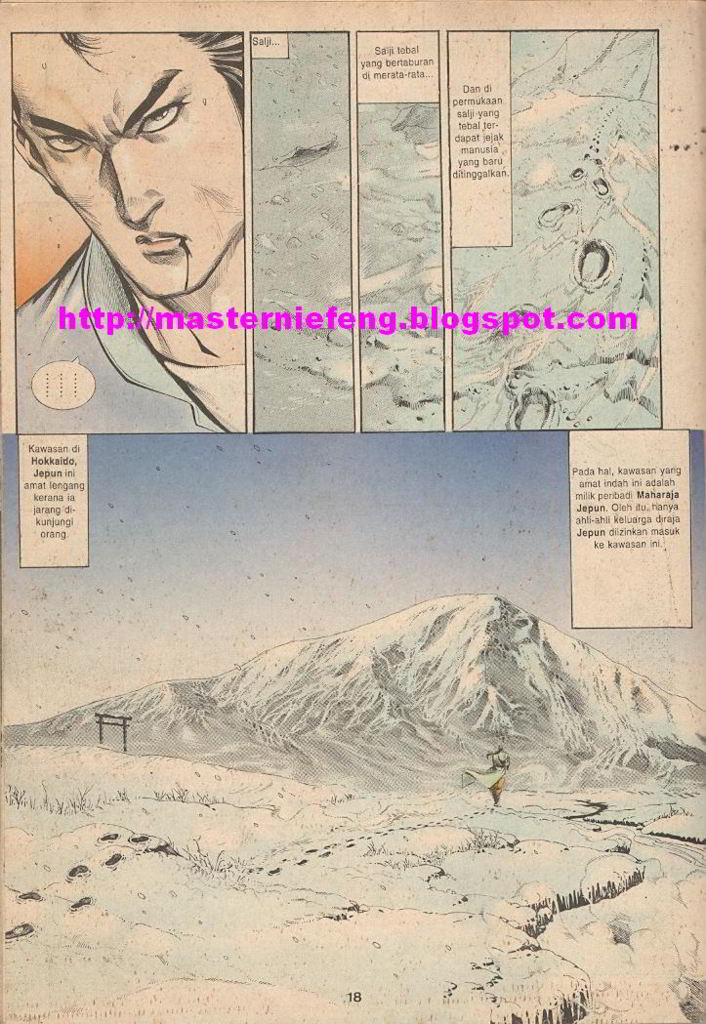 Salji...
Salji tebal
yang bertaburan
di merata-rata...
Dan di
permukaan
salji yang
tebal ter-
dapat jejak
manusia
yang baru
ditinggalkan.
http://masterniefeng.blogspot.com
Kawasan di
Hokkaido,
Jepun ini
amat lengang
kerana ia
jarang di-
kunjungi
orang.
Pada hal, kawasan yang
amat indah ini adalah
milik peribadi Maharaja
Jepun. Oleh itu, hanya
ahli-ahli keluarga diraja
Jepun diizinkan masuk
ke kawasan ini.
18